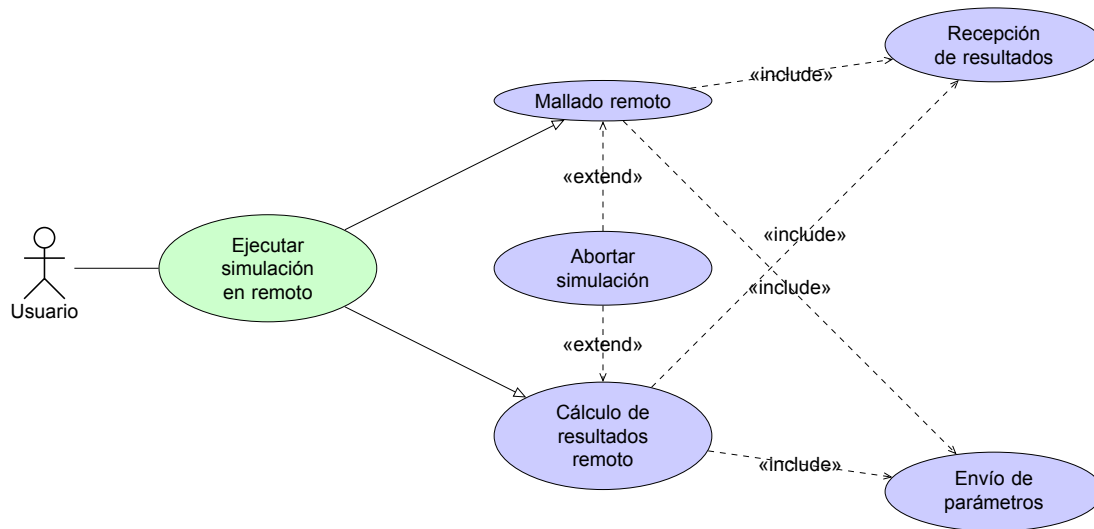 Recepción
de resultados
«include»
Mallado remoto
«extend»
«include»
Ejecutar
simulación
en remoto
Abortar
simulación
«include»
Usuario
«extend»
Cálculo de
resultados
remoto
«include»
Envío de
parámetros